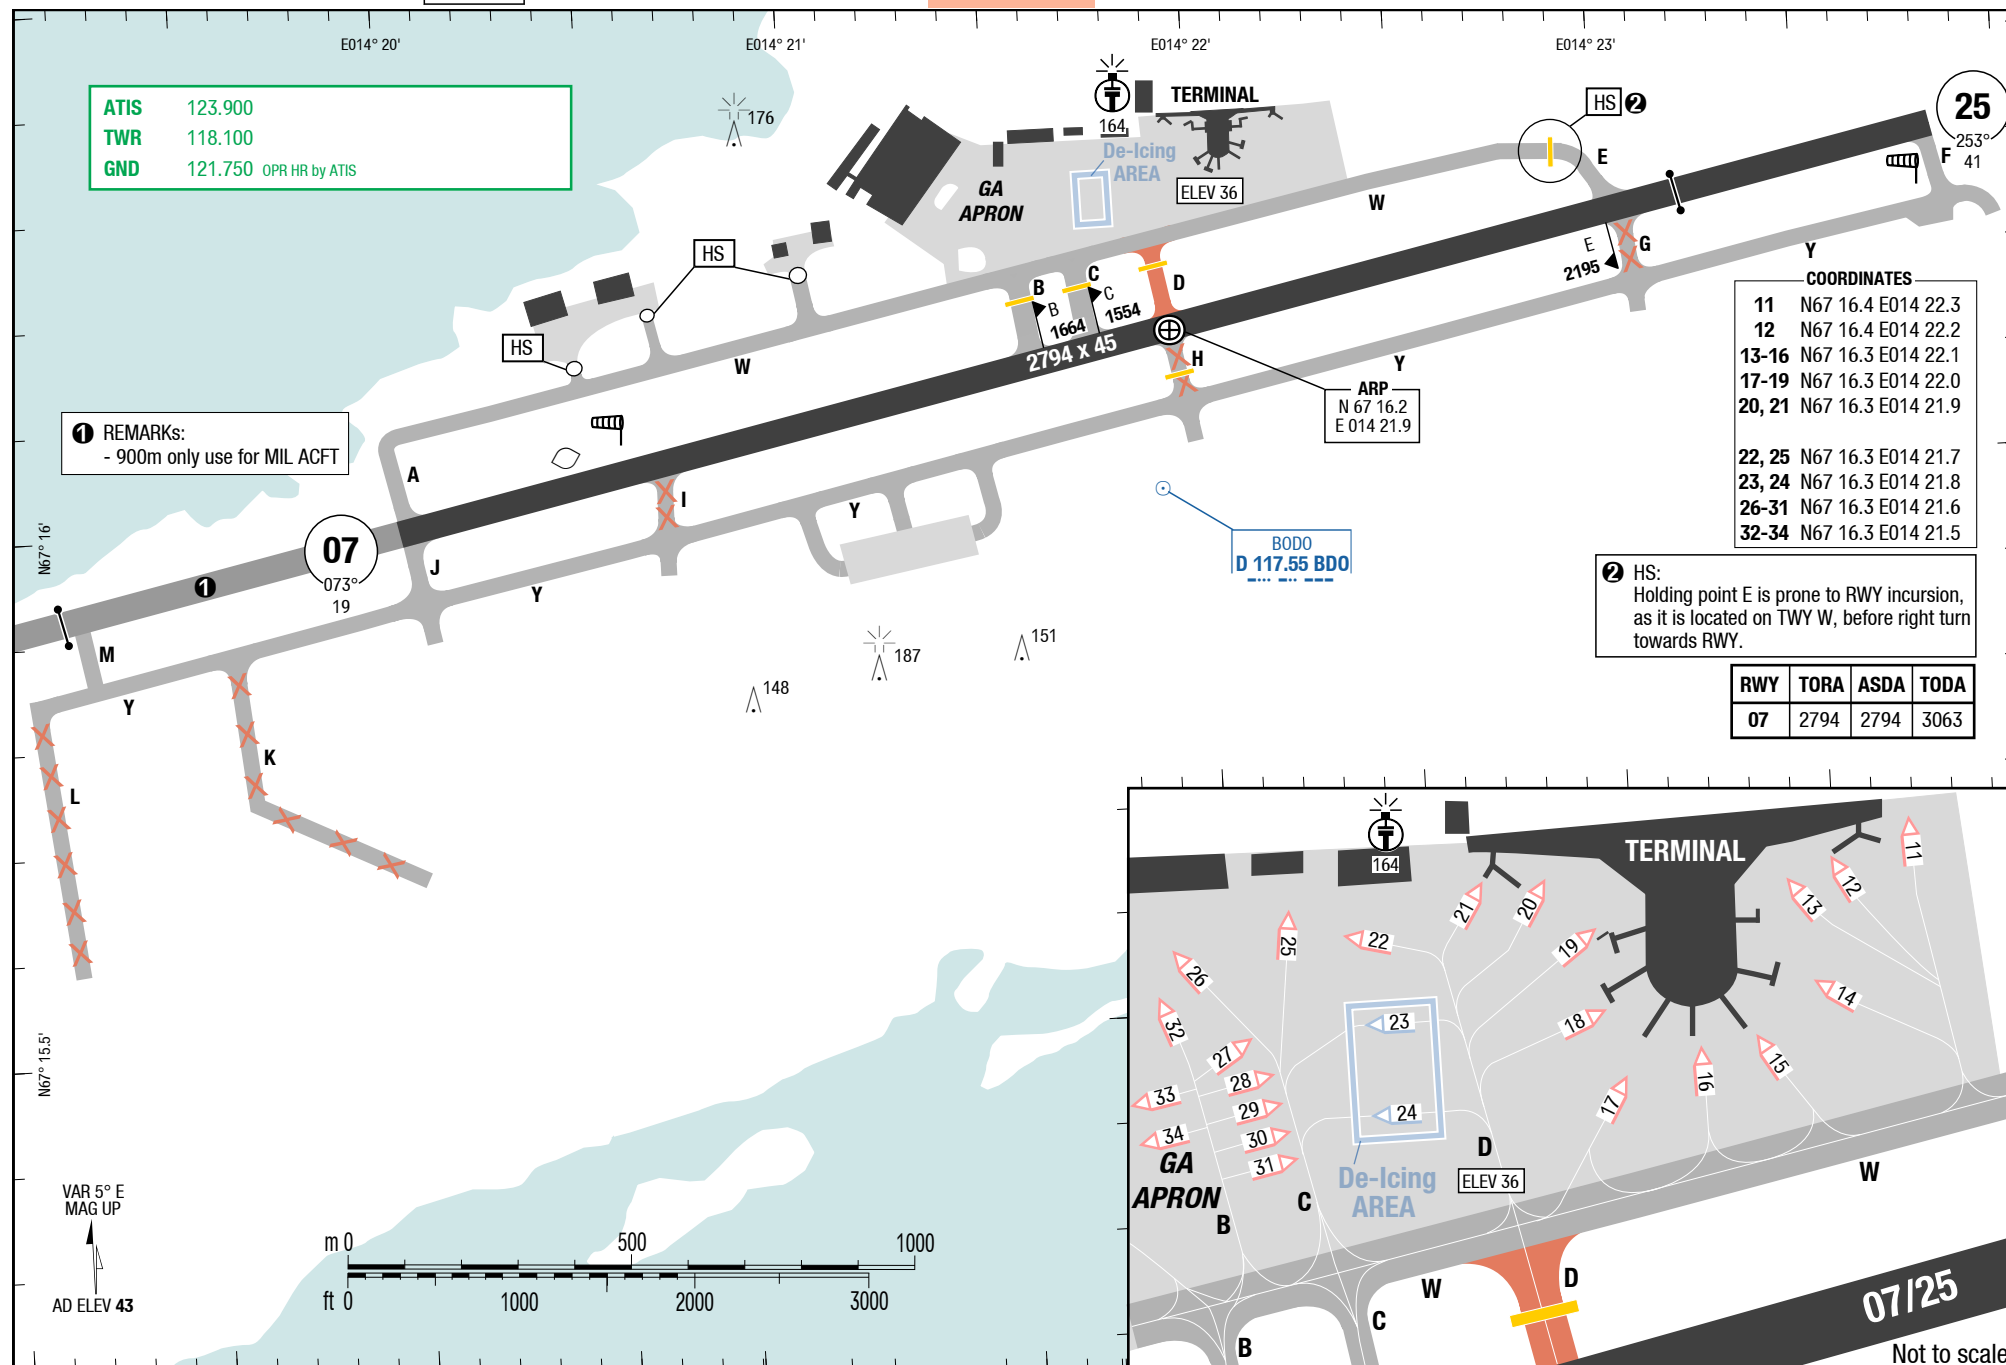 E014° 20'
E014° 21'
E014° 22'
E014° 23'
ATIS 123.900
TWR 118.100
GND 121.750 OPR HR by ATIS
176
164
TERMINAL
De-Icing
AREA
GA
APRON
ELEV 36
HS 2
E
W
25
253°
41
F
HS
HS
B
C
D
B
1664
C
1554
2794 x 45
E
2195
G
Y
H
Y
W
ARP
N 67 16.2
E 014 21.9
COORDINATES
11 N67 16.4 E014 22.3
12 N67 16.4 E014 22.2
13-16 N67 16.3 E014 22.1
17-19 N67 16.3 E014 22.0
20, 21 N67 16.3 E014 21.9
22, 25 N67 16.3 E014 21.7
23, 24 N67 16.3 E014 21.8
26-31 N67 16.3 E014 21.6
32-34 N67 16.3 E014 21.5
1 REMARKs:
- 900m only use for MIL ACFT
A
I
Y
N67° 16'
07
073°
19
1
J
Y
BODO
D 117.55 BDO
2 HS:
Holding point E is prone to RWY incursion,
as it is located on TWY W, before right turn
towards RWY.
M
Y
L
K
148
187
151
RWY TORA ASDA TODA
07 2794 2794 3063
N67° 15.5'
VAR 5° E
MAG UP
AD ELEV 43
m 0 500 1000
ft 0 1000 2000 3000
164
TERMINAL
11
12
13
14
15
16
17
18
19
20
21
22
23
24
25
26
27
28
29
30
31
32
33
34
GA
APRON
De-Icing
AREA
D
ELEV 36
B
C
W
W
D
B
C
07/25
Not to scale